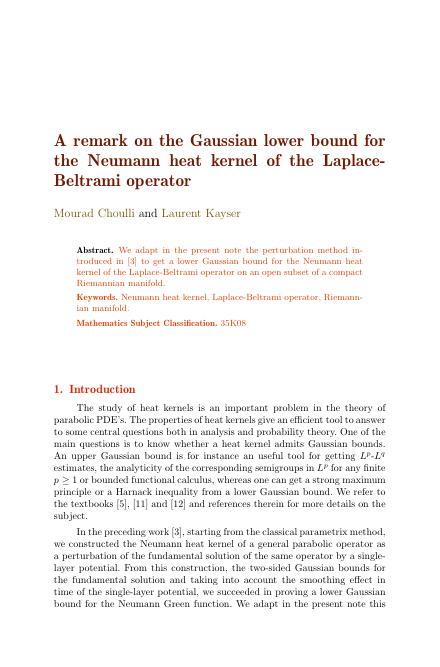 A remark on the Gaussian lower bound for
the Neumann heat kernel of the Laplace-
Beltrami operator
Mourad Choulli and Laurent Kayser
Abstract. We adapt in the present note the perturbation method in-
troduced in [3] to get a lower Gaussian bound for the Neumann heat
kernel of the Laplace-Beltrami operator on an open subset of a compact
Riemannian manifold.
Keywords. Neumann heat kernel, Laplace-Beltrami operator, Riemann-
ian manifold.
Mathematics Subject Classification. 35K08
1. Introduction
The study of heat kernels is an important problem in the theory of
parabolic PDE's. The properties of heat kernels give an efficient tool to answer
to some central questions both in analysis and probability theory. One of the
main questions is to know whether a heat kernel admits Gaussian bounds.
An upper Gaussian bound is for instance an useful tool for getting L^p-L^q
estimates, the analyticity of the corresponding semigroups in L^p for any finite
p ≥ 1 or bounded functional calculus, whereas one can get a strong maximum
principle or a Harnack inequality from a lower Gaussian bound. We refer to
the textbooks [5], [11] and [12] and references therein for more details on the
subject.
In the preceding work [3], starting from the classical parametrix method,
we constructed the Neumann heat kernel of a general parabolic operator as
a perturbation of the fundamental solution of the same operator by a single-
layer potential. From this construction, the two-sided Gaussian bounds for
the fundamental solution and taking into account the smoothing effect in
time of the single-layer potential, we succeeded in proving a lower Gaussian
bound for the Neumann Green function. We adapt in the present note this